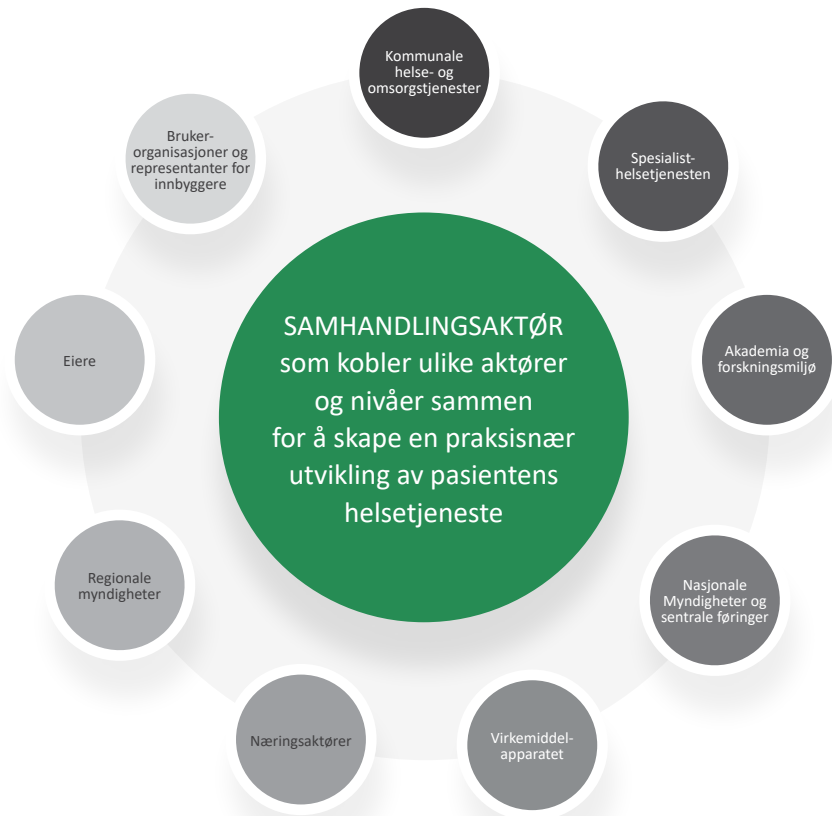 Kommunale
helse- og
omsorgstjenester
Spesialist-
helsetjenesten
Akademia og
forskningsmiljø
Nasjonale
Myndigheter og
sentrale føringer
Virkemiddel-
apparatet
Næringsaktører
Regionale
myndigheter
Eiere
Bruker-
organisasjoner og
representanter for
innbyggere
SAMHANDLINGSAKTØR
som kobler ulike aktører
og nivåer sammen
for å skape en praksisnær
utvikling av pasientens
helsetjeneste